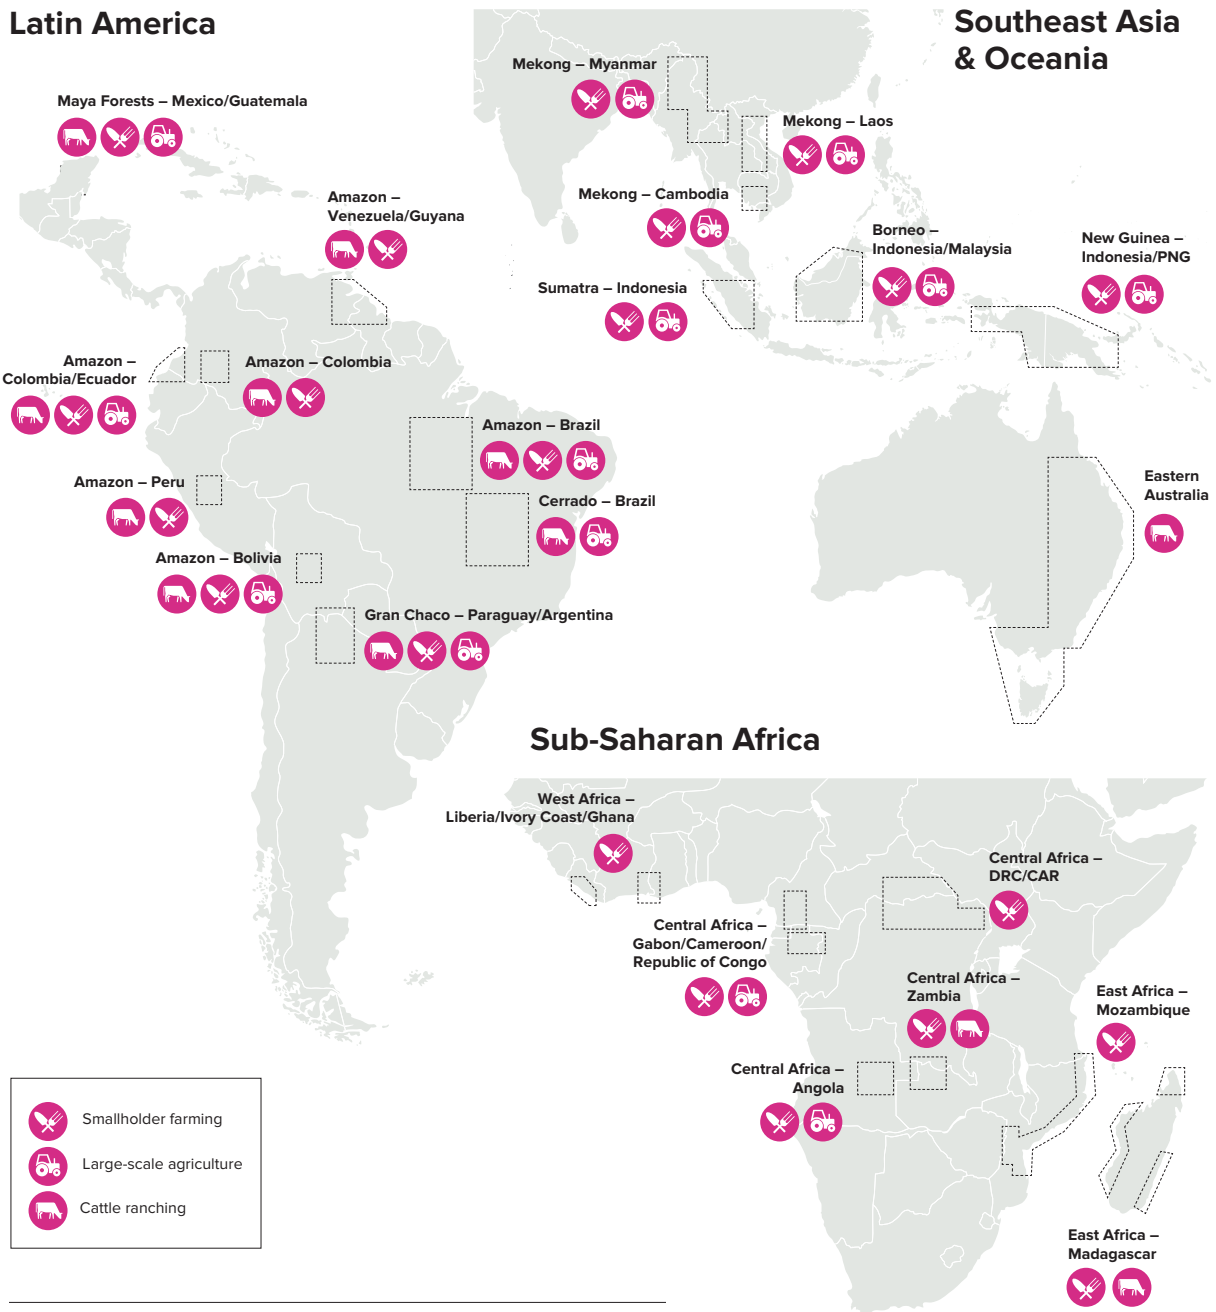 Latin America
Maya Forests – Mexico/Guatemala
Amazon –
Venezuela/Guyana
Amazon –
Colombia/Ecuador
Amazon – Colombia
Amazon – Brazil
Amazon – Peru
Cerrado – Brazil
Amazon – Bolivia
Gran Chaco – Paraguay/Argentina
Southeast Asia
& Oceania
Mekong – Myanmar
Mekong – Laos
Mekong – Cambodia
Borneo –
Indonesia/Malaysia
New Guinea –
Indonesia/PNG
Sumatra – Indonesia
Eastern
Australia
Sub-Saharan Africa
West Africa –
Liberia/Ivory Coast/Ghana
Central Africa –
DRC/CAR
Central Africa –
Gabon/Cameroon/
Republic of Congo
Central Africa –
Zambia
East Africa –
Mozambique
Central Africa –
Angola
East Africa –
Madagascar
Smallholder farming
Large-scale agriculture
Cattle ranching